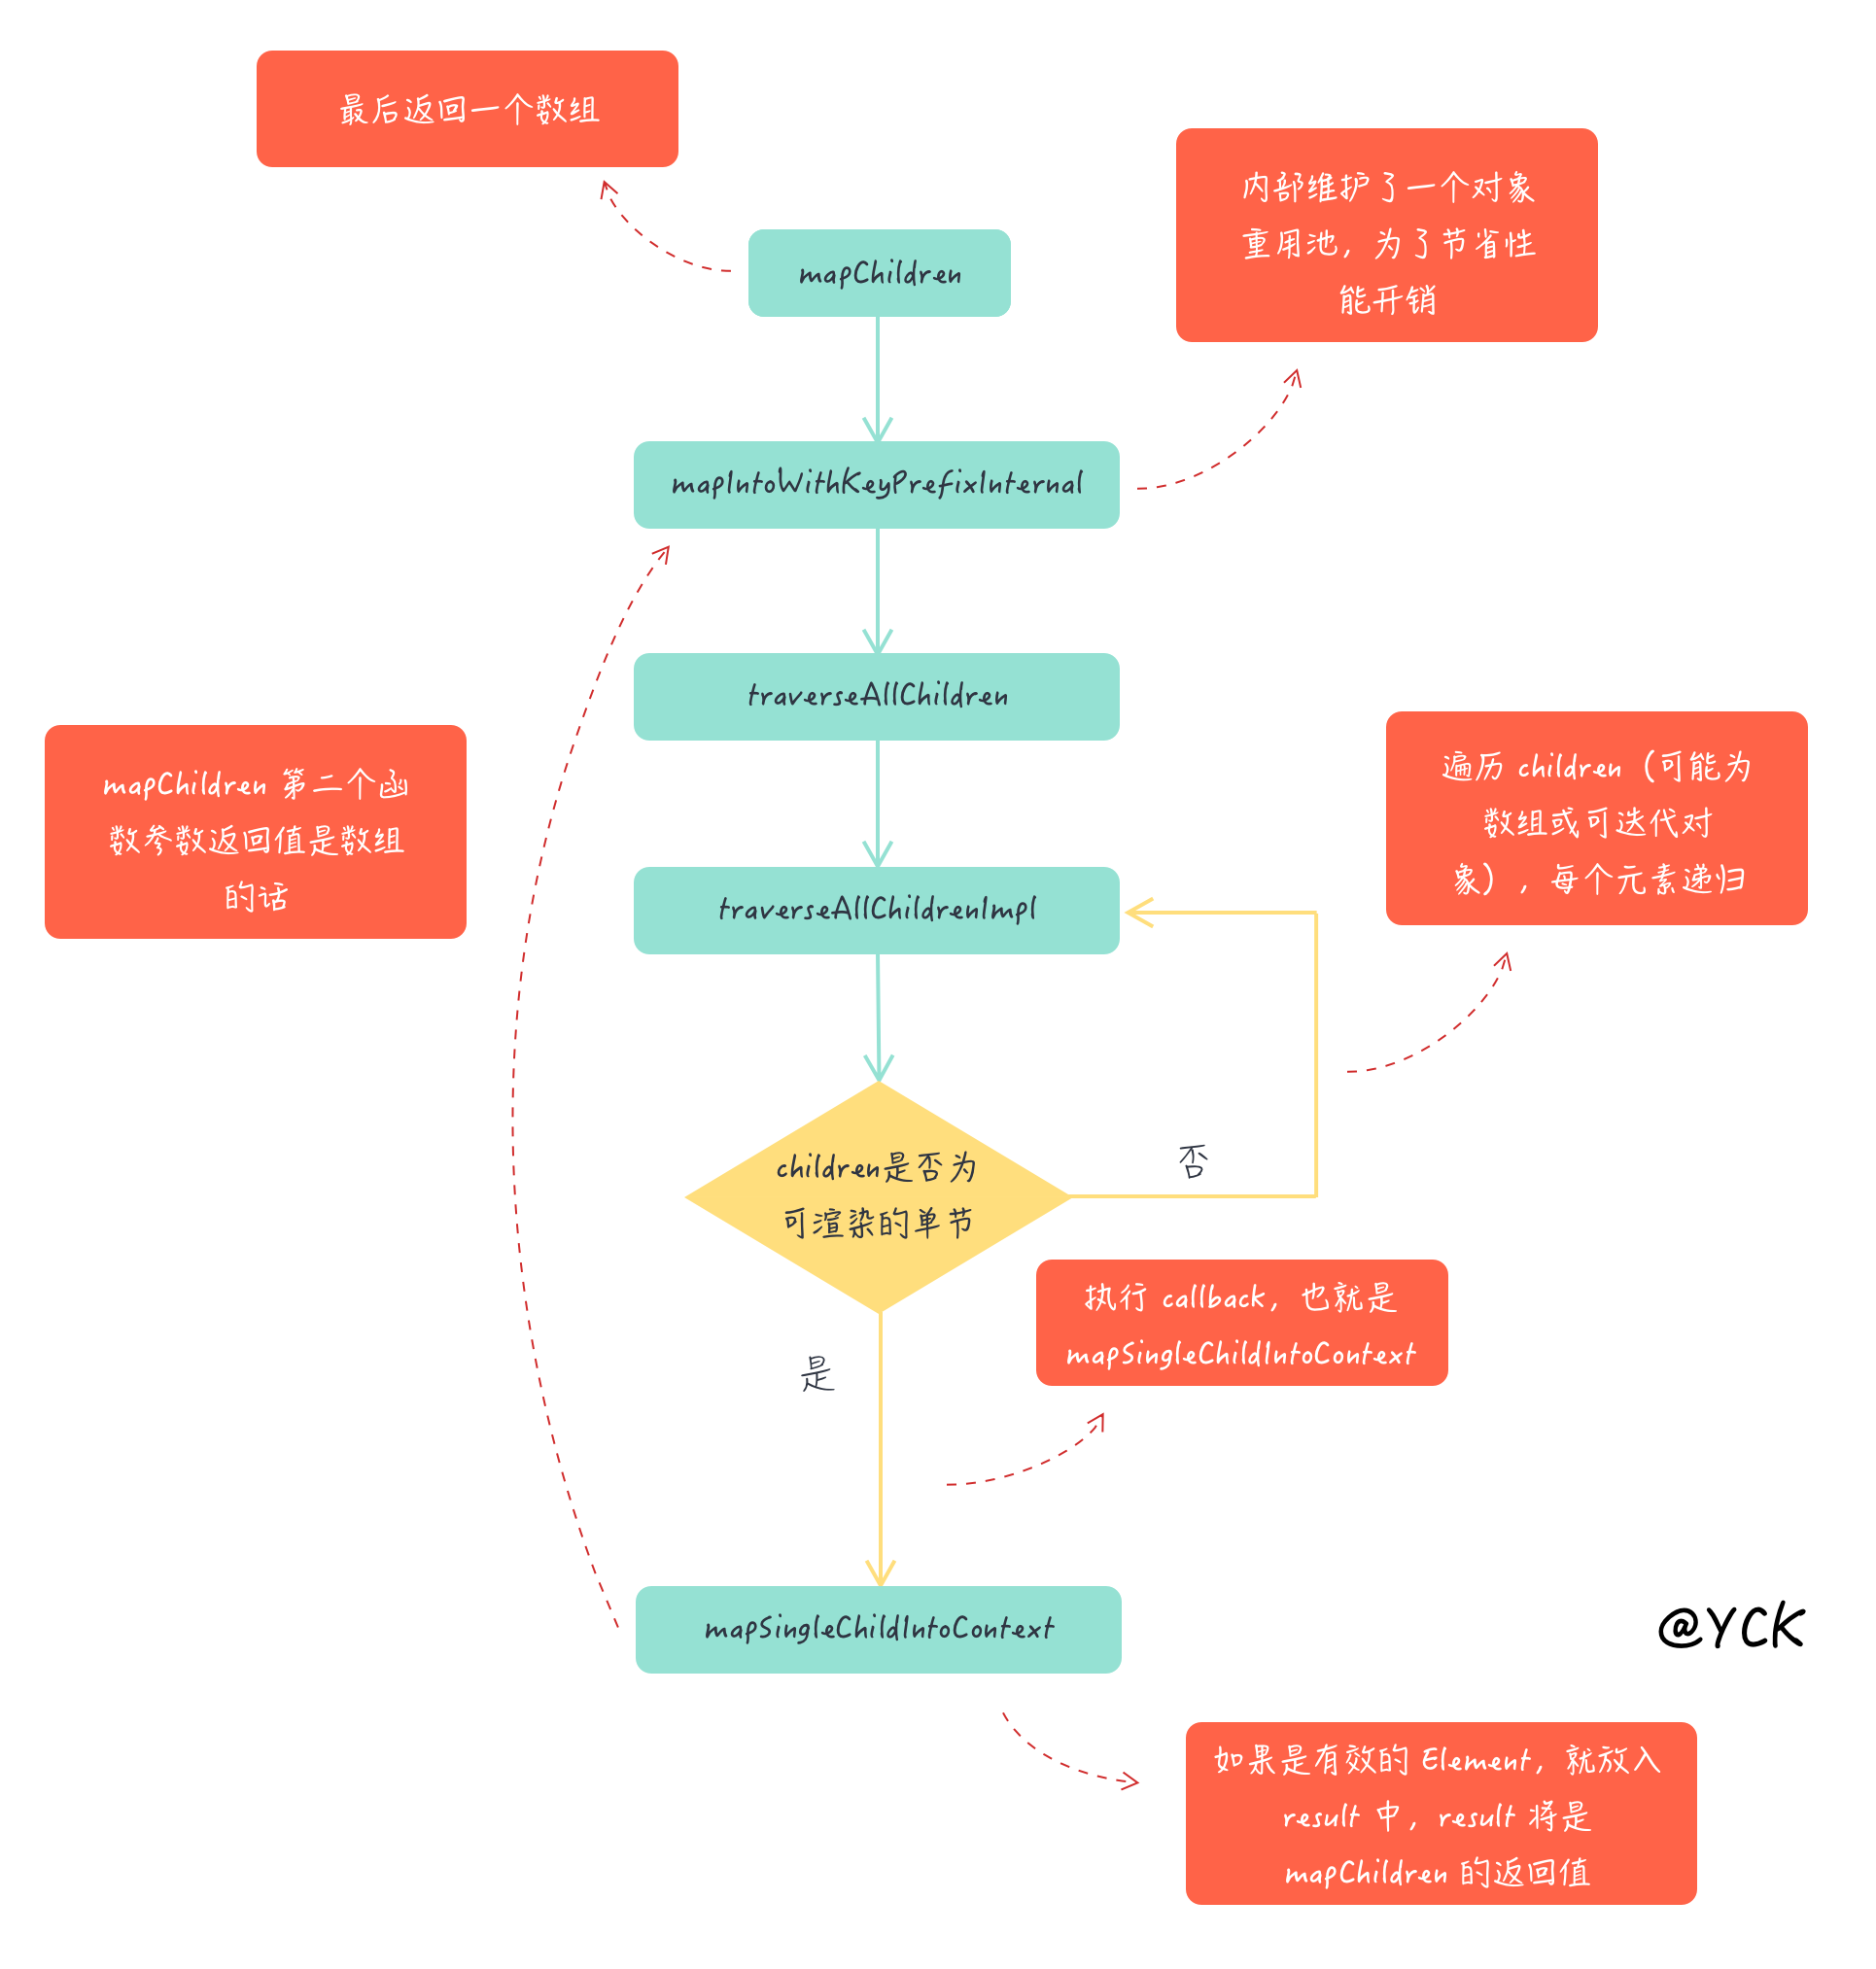 最后返回一个数组
内部维护了一个对象
重用池，为了节省性
能开销
mapChildren
mapIntoWithKeyPrefixInternal
traverseAllChildren
mapChildren 第二个函
数参数返回值是数组
的话
遍历 children（可能为
数组或可迭代对
象），每个元素递归
traverseAllChildrenImpl
children是否为
可渲染的单节
否
执行 callback，也就是
mapSingleChildIntoContext
是
mapSingleChildIntoContext
@YCK
如果是有效的 Element，就放入
result 中，result 将是
mapChildren 的返回值